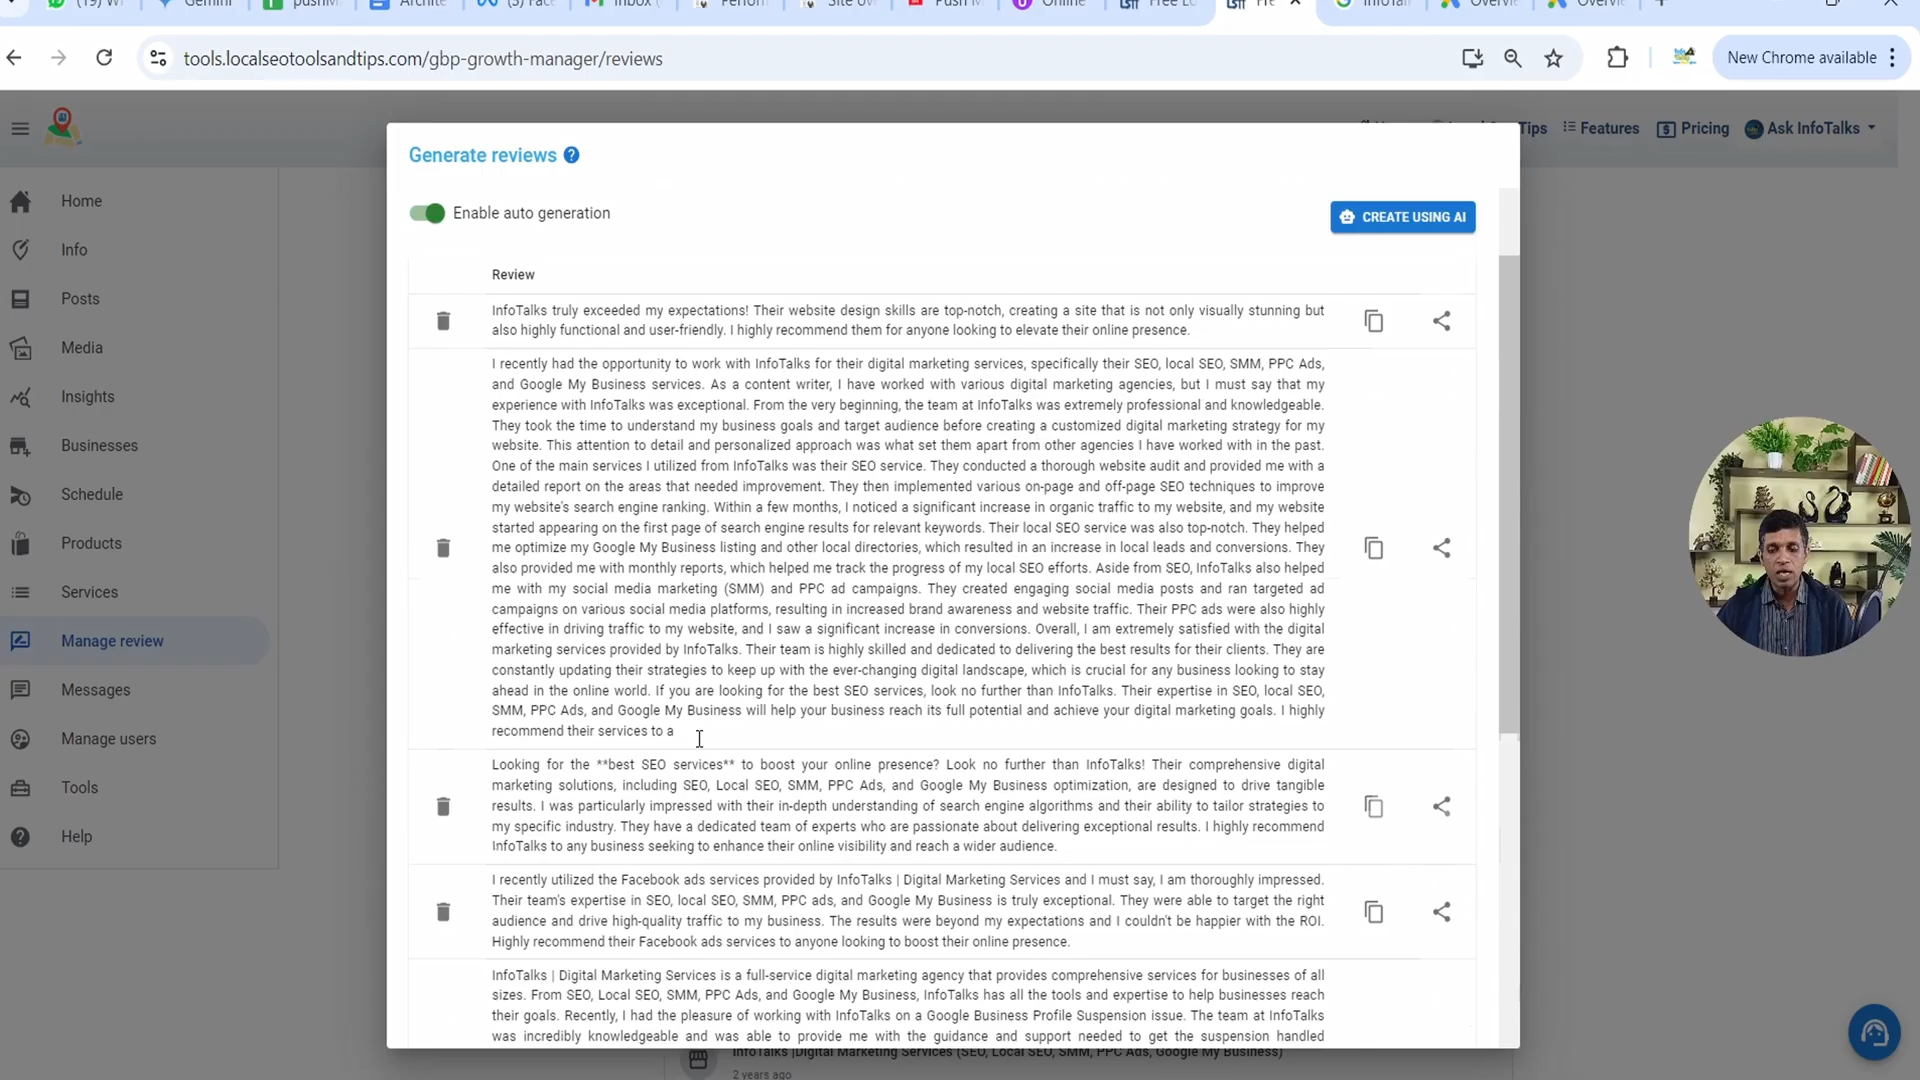 (19) W
Gemini
pushM
Archite
(3) Face
Inbox (
Perform
Site ov
Push M
Online
Free Lo
Fre
InfoTal
Overvi
Overvie
tools.localseotoolsandtips.com/gbp-growth-manager/reviews
New Chrome available
Tips
Features
Pricing
Ask InfoTalks
Home
Info
Posts
Media
Insights
Businesses
Schedule
Products
Services
Manage review
Messages
Manage users
Tools
Help
Generate reviews
Enable auto generation
CREATE USING AI
Review
InfoTalks truly exceeded my expectations! Their website design skills are top-notch, creating a site that is not only visually stunning but
also highly functional and user-friendly. I highly recommend them for anyone looking to elevate their online presence.
I recently had the opportunity to work with InfoTalks for their digital marketing services, specifically their SEO, local SEO, SMM, PPC Ads,
and Google My Business services. As a content writer, I have worked with various digital marketing agencies, but I must say that my
experience with InfoTalks was exceptional. From the very beginning, the team at InfoTalks was extremely professional and knowledgeable.
They took the time to understand my business goals and target audience before creating a customized digital marketing strategy for my
website. This attention to detail and personalized approach was what set them apart from other agencies I have worked with in the past.
One of the main services I utilized from InfoTalks was their SEO service. They conducted a thorough website audit and provided me with a
detailed report on the areas that needed improvement. They then implemented various on-page and off-page SEO techniques to improve
my website's search engine ranking. Within a few months, I noticed a significant increase in organic traffic to my website, and my website
started appearing on the first page of search engine results for relevant keywords. Their local SEO service was also top-notch. They helped
me optimize my Google My Business listing and other local directories, which resulted in an increase in local leads and conversions. They
also provided me with monthly reports, which helped me track the progress of my local SEO efforts. Aside from SEO, InfoTalks also helped
me with my social media marketing (SMM) and PPC ad campaigns. They created engaging social media posts and ran targeted ad
campaigns on various social media platforms, resulting in increased brand awareness and website traffic. Their PPC ads were also highly
effective in driving traffic to my website, and I saw a significant increase in conversions. Overall, I am extremely satisfied with the digital
marketing services provided by InfoTalks. Their team is highly skilled and dedicated to delivering the best results for their clients. They are
constantly updating their strategies to keep up with the ever-changing digital landscape, which is crucial for any business looking to stay
ahead in the online world. If you are looking for the best SEO services, look no further than InfoTalks. Their expertise in SEO, local SEO,
SMM, PPC Ads, and Google My Business will help your business reach its full potential and achieve your digital marketing goals. I highly
recommend their services to a
Looking for the **best SEO services** to boost your online presence? Look no further than InfoTalks! Their comprehensive digital
marketing solutions, including SEO, Local SEO, SMM, PPC Ads, and Google My Business optimization, are designed to drive tangible
results. I was particularly impressed with their in-depth understanding of search engine algorithms and their ability to tailor strategies to
my specific industry. They have a dedicated team of experts who are passionate about delivering exceptional results. I highly recommend
InfoTalks to any business seeking to enhance their online visibility and reach a wider audience.
I recently utilized the Facebook ads services provided by InfoTalks | Digital Marketing Services and I must say, I am thoroughly impressed.
Their team's expertise in SEO, local SEO, SMM, PPC ads, and Google My Business is truly exceptional. They were able to target the right
audience and drive high-quality traffic to my business. The results were beyond my expectations and I couldn't be happier with the ROI.
Highly recommend their Facebook ads services to anyone looking to boost their online presence.
InfoTalks | Digital Marketing Services is a full-service digital marketing agency that provides comprehensive services for businesses of all
sizes. From SEO, Local SEO, SMM, PPC Ads, and Google My Business, InfoTalks has all the tools and expertise to help businesses reach
their goals. Recently, I had the pleasure of working with InfoTalks on a Google Business Profile Suspension issue. The team at InfoTalks
was incredibly knowledgeable and was able to provide me with the guidance and support needed to get the suspension handled
InfoTalks |Digital Marketing Services (SEO, Local SEO, SMM, PPC Ads, Google My Business)
2 years ago